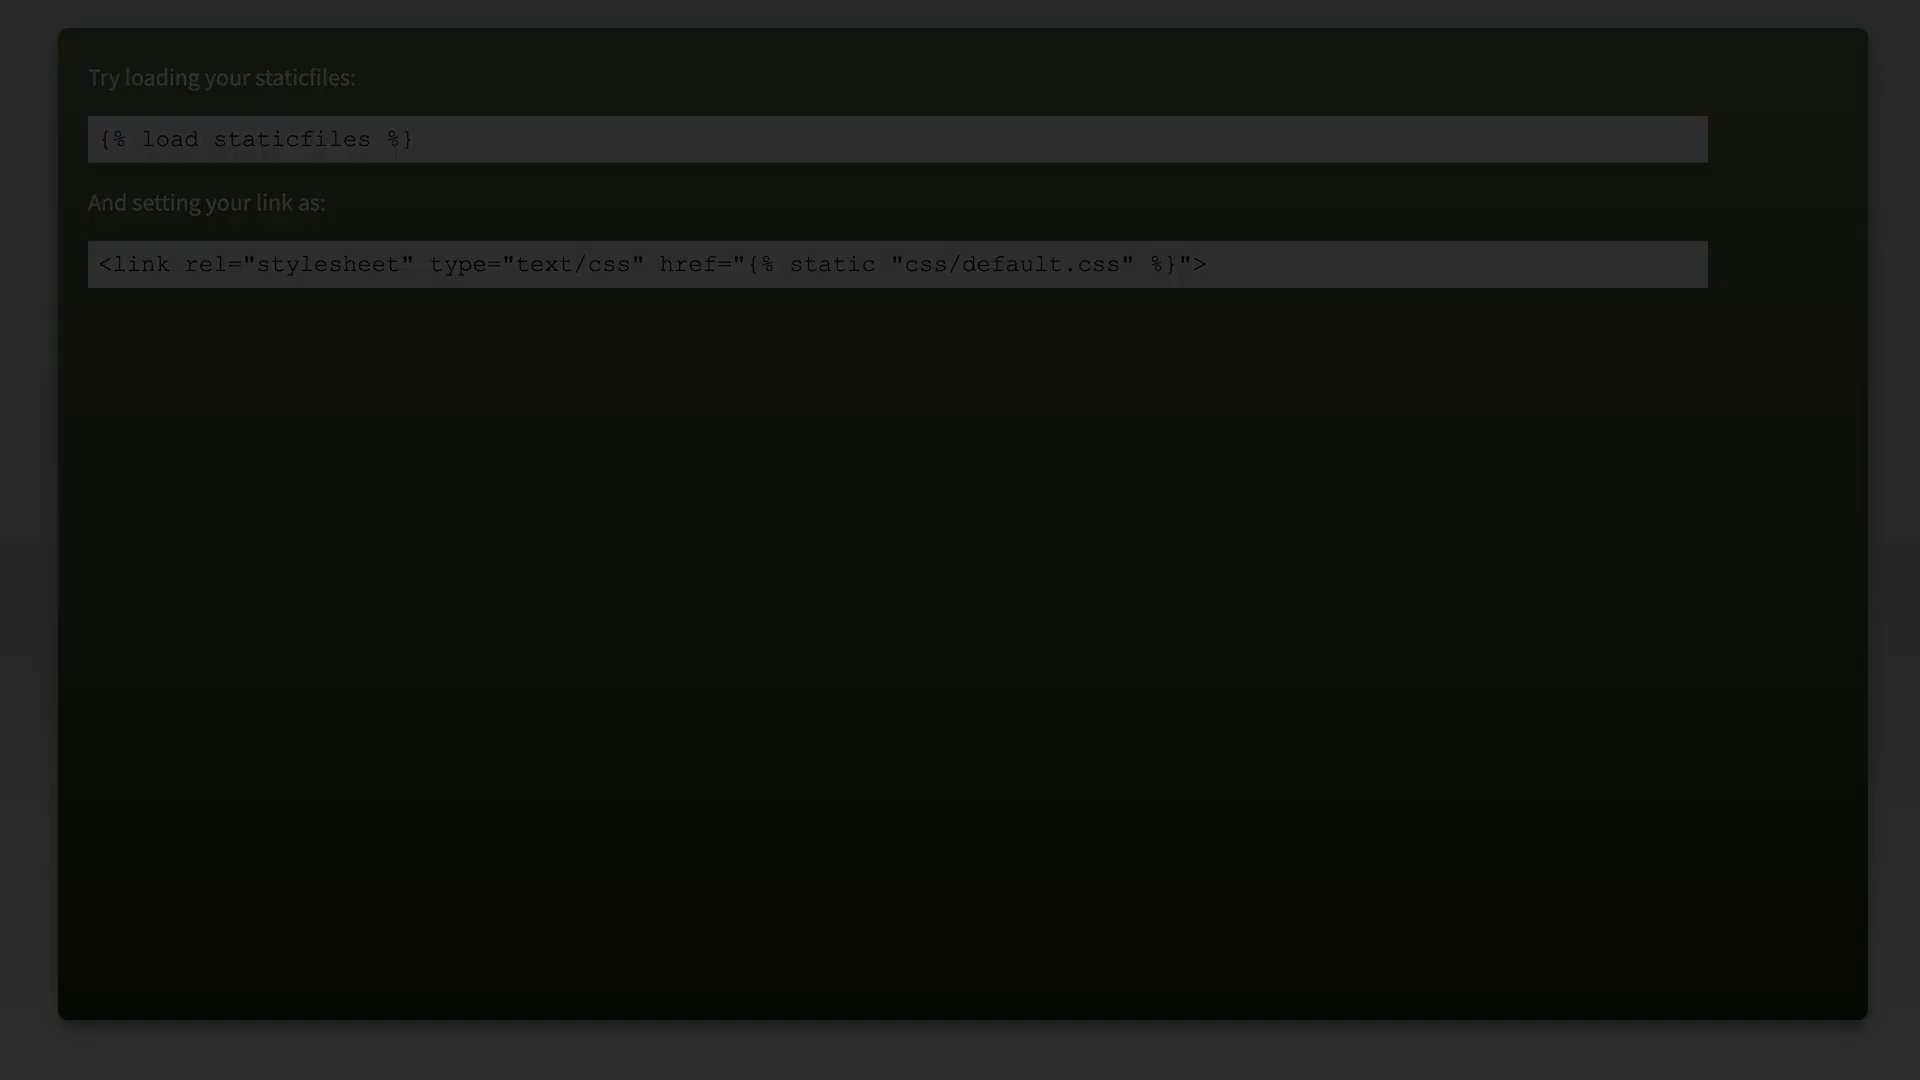 Try loading your staticfiles:
{% load staticfiles %}
And setting your link as:
<link rel="stylesheet" type="text/css" href="{% static "css/default.css" %}">